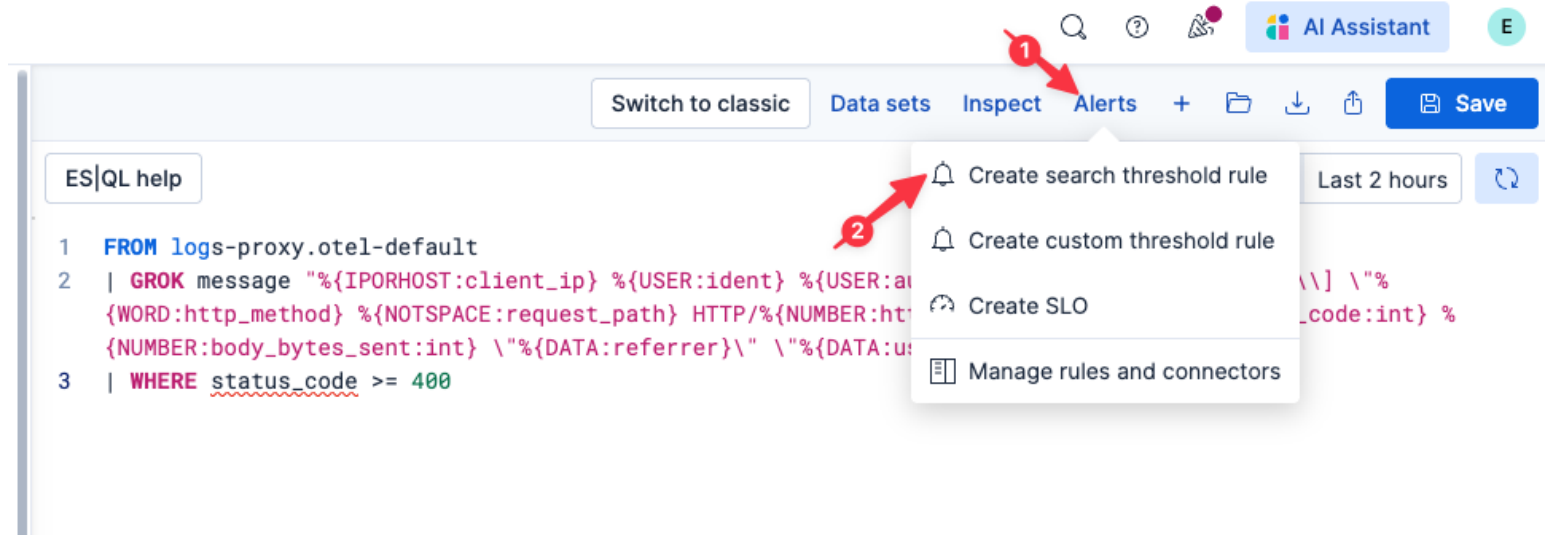 AI Assistant E
1
Switch to classic Data sets Inspect Alerts + Save
ES|QL help
Create search threshold rule
Last 2 hours
2
Create custom threshold rule
Create SLO
Manage rules and connectors
1 FROM logs-proxy.otel-default
2 | GROK message "%{IPORHOST:client_ip} %{USER:ident} %{USER:au \\] \"%
{WORD:http_method} %{NOTSPACE:request_path} HTTP/%{NUMBER:htt _code:int} %
{NUMBER:body_bytes_sent:int} \"%{DATA:referrer}\" \"%{DATA:us
3 | WHERE status_code >= 400